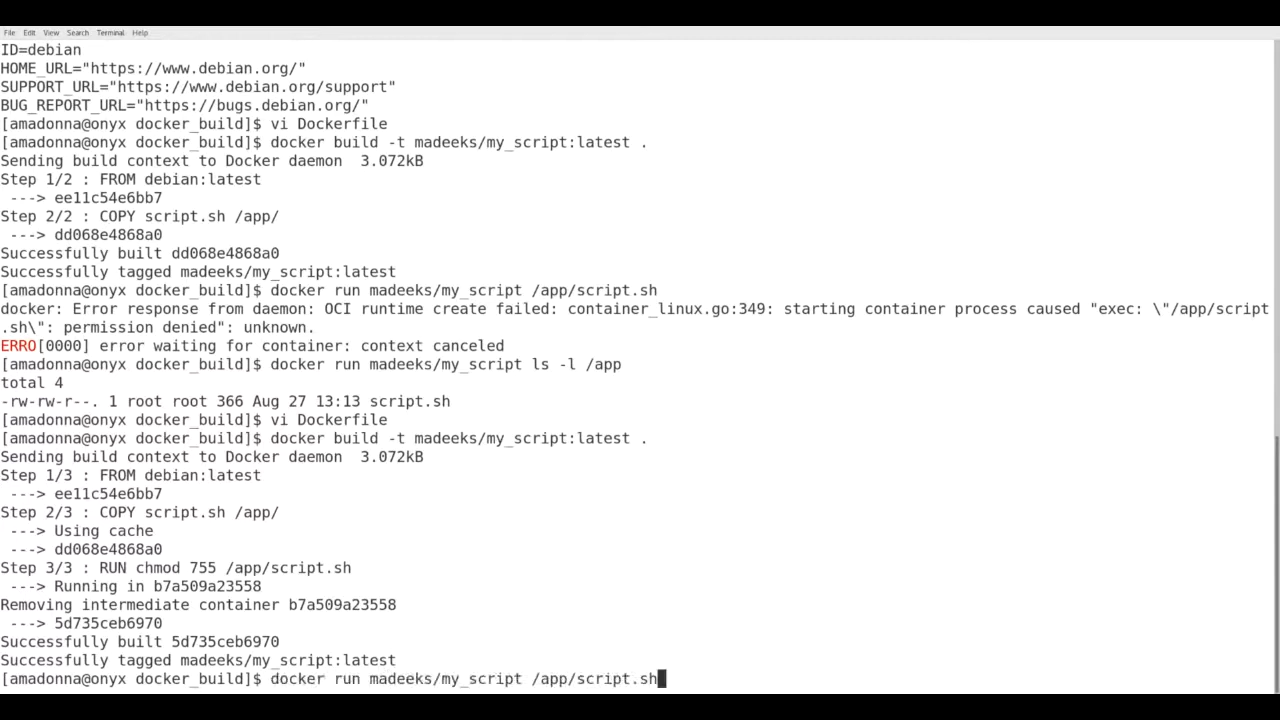 File Edit View Search Terminal Help
ID=debian
HOME_URL="https://www.debian.org/"
SUPPORT_URL="https://www.debian.org/support"
BUG_REPORT_URL="https://bugs.debian.org/"
[amadonna@onyx docker_build]$ vi Dockerfile
[amadonna@onyx docker_build]$ docker build -t madeeks/my_script:latest .
Sending build context to Docker daemon  3.072kB
Step 1/2 : FROM debian:latest
 ---> ee11c54e6bb7
Step 2/2 : COPY script.sh /app/
 ---> dd068e4868a0
Successfully built dd068e4868a0
Successfully tagged madeeks/my_script:latest
[amadonna@onyx docker_build]$ docker run madeeks/my_script /app/script.sh
docker: Error response from daemon: OCI runtime create failed: container_linux.go:349: starting container process caused "exec: \"/app/script
.sh\": permission denied": unknown.
ERRO[0000] error waiting for container: context canceled
[amadonna@onyx docker_build]$ docker run madeeks/my_script ls -l /app
total 4
-rw-rw-r--. 1 root root 366 Aug 27 13:13 script.sh
[amadonna@onyx docker_build]$ vi Dockerfile
[amadonna@onyx docker_build]$ docker build -t madeeks/my_script:latest .
Sending build context to Docker daemon  3.072kB
Step 1/3 : FROM debian:latest
 ---> ee11c54e6bb7
Step 2/3 : COPY script.sh /app/
 ---> Using cache
 ---> dd068e4868a0
Step 3/3 : RUN chmod 755 /app/script.sh
 ---> Running in b7a509a23558
Removing intermediate container b7a509a23558
 ---> 5d735ceb6970
Successfully built 5d735ceb6970
Successfully tagged madeeks/my_script:latest
[amadonna@onyx docker_build]$ docker run madeeks/my_script /app/script.sh